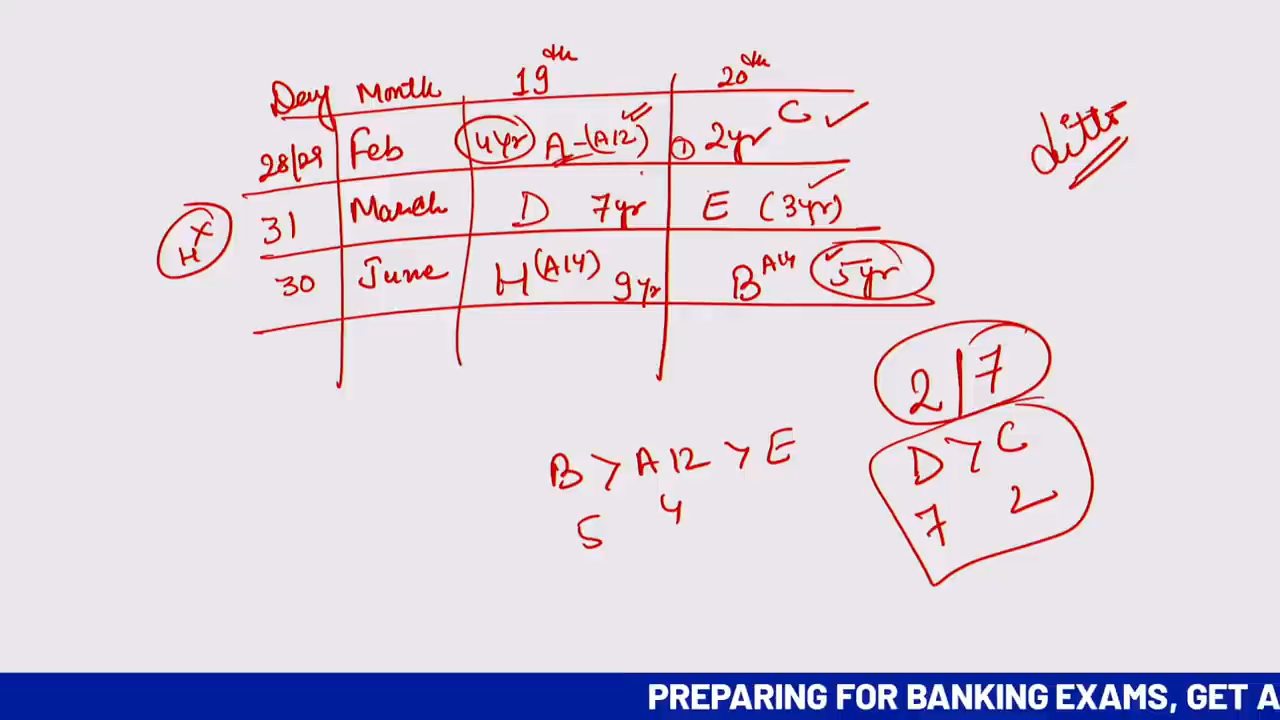 Day Month 19th 20th
28/29 Feb 4yr A-(A12) ① 2yr C
31 March D 7yr E (3yr)
30 June H(A14) 9yr B A14 5yr
X
H
ditto
2 | 7
D > C
7 2
B > A12 > E
5 4
PREPARING FOR BANKING EXAMS, GET A